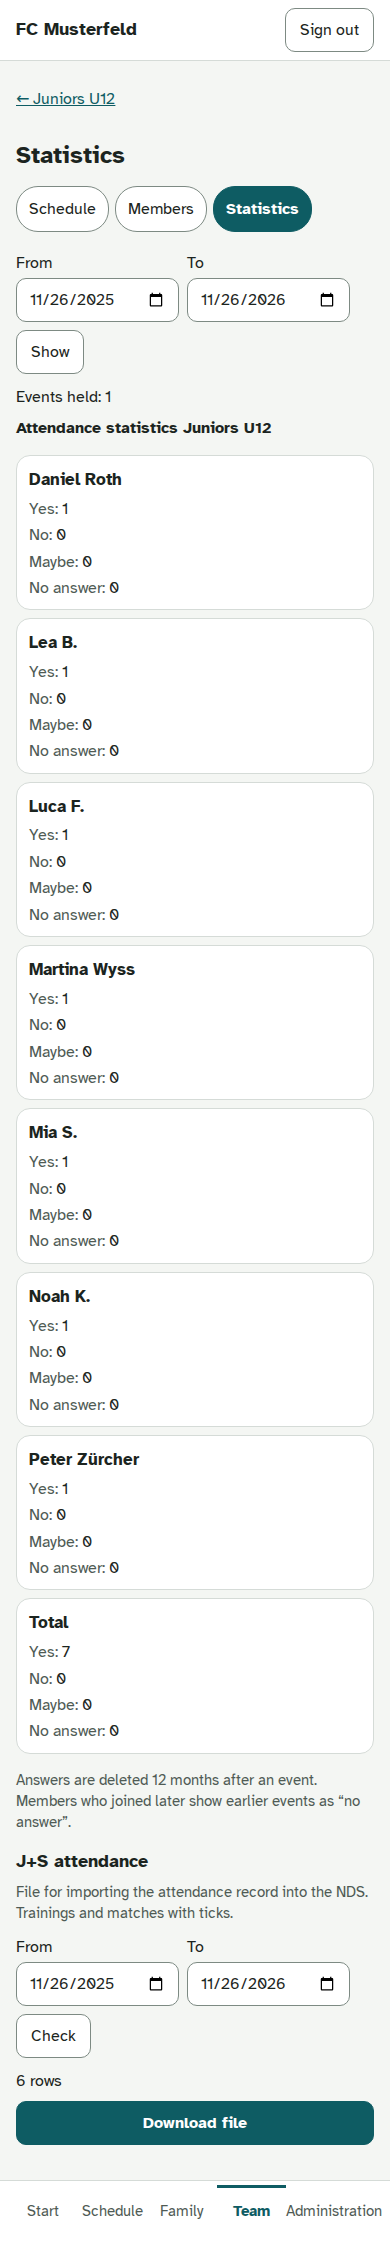 FC Musterfeld
Sign out
← Juniors U12
Statistics
Schedule
Members
Statistics
From
To
11/26/2025
11/26/2026
Show
Events held: 1
Attendance statistics Juniors U12
Daniel Roth
Yes: 1
No: 0
Maybe: 0
No answer: 0
Lea B.
Yes: 1
No: 0
Maybe: 0
No answer: 0
Luca F.
Yes: 1
No: 0
Maybe: 0
No answer: 0
Martina Wyss
Yes: 1
No: 0
Maybe: 0
No answer: 0
Mia S.
Yes: 1
No: 0
Maybe: 0
No answer: 0
Noah K.
Yes: 1
No: 0
Maybe: 0
No answer: 0
Peter Zürcher
Yes: 1
No: 0
Maybe: 0
No answer: 0
Total
Yes: 7
No: 0
Maybe: 0
No answer: 0
Answers are deleted 12 months after an event.
Members who joined later show earlier events as “no
answer”.
J+S attendance
File for importing the attendance record into the NDS.
Trainings and matches with ticks.
From
To
11/26/2025
11/26/2026
Check
6 rows
Download file
Start
Schedule
Family
Team
Administration